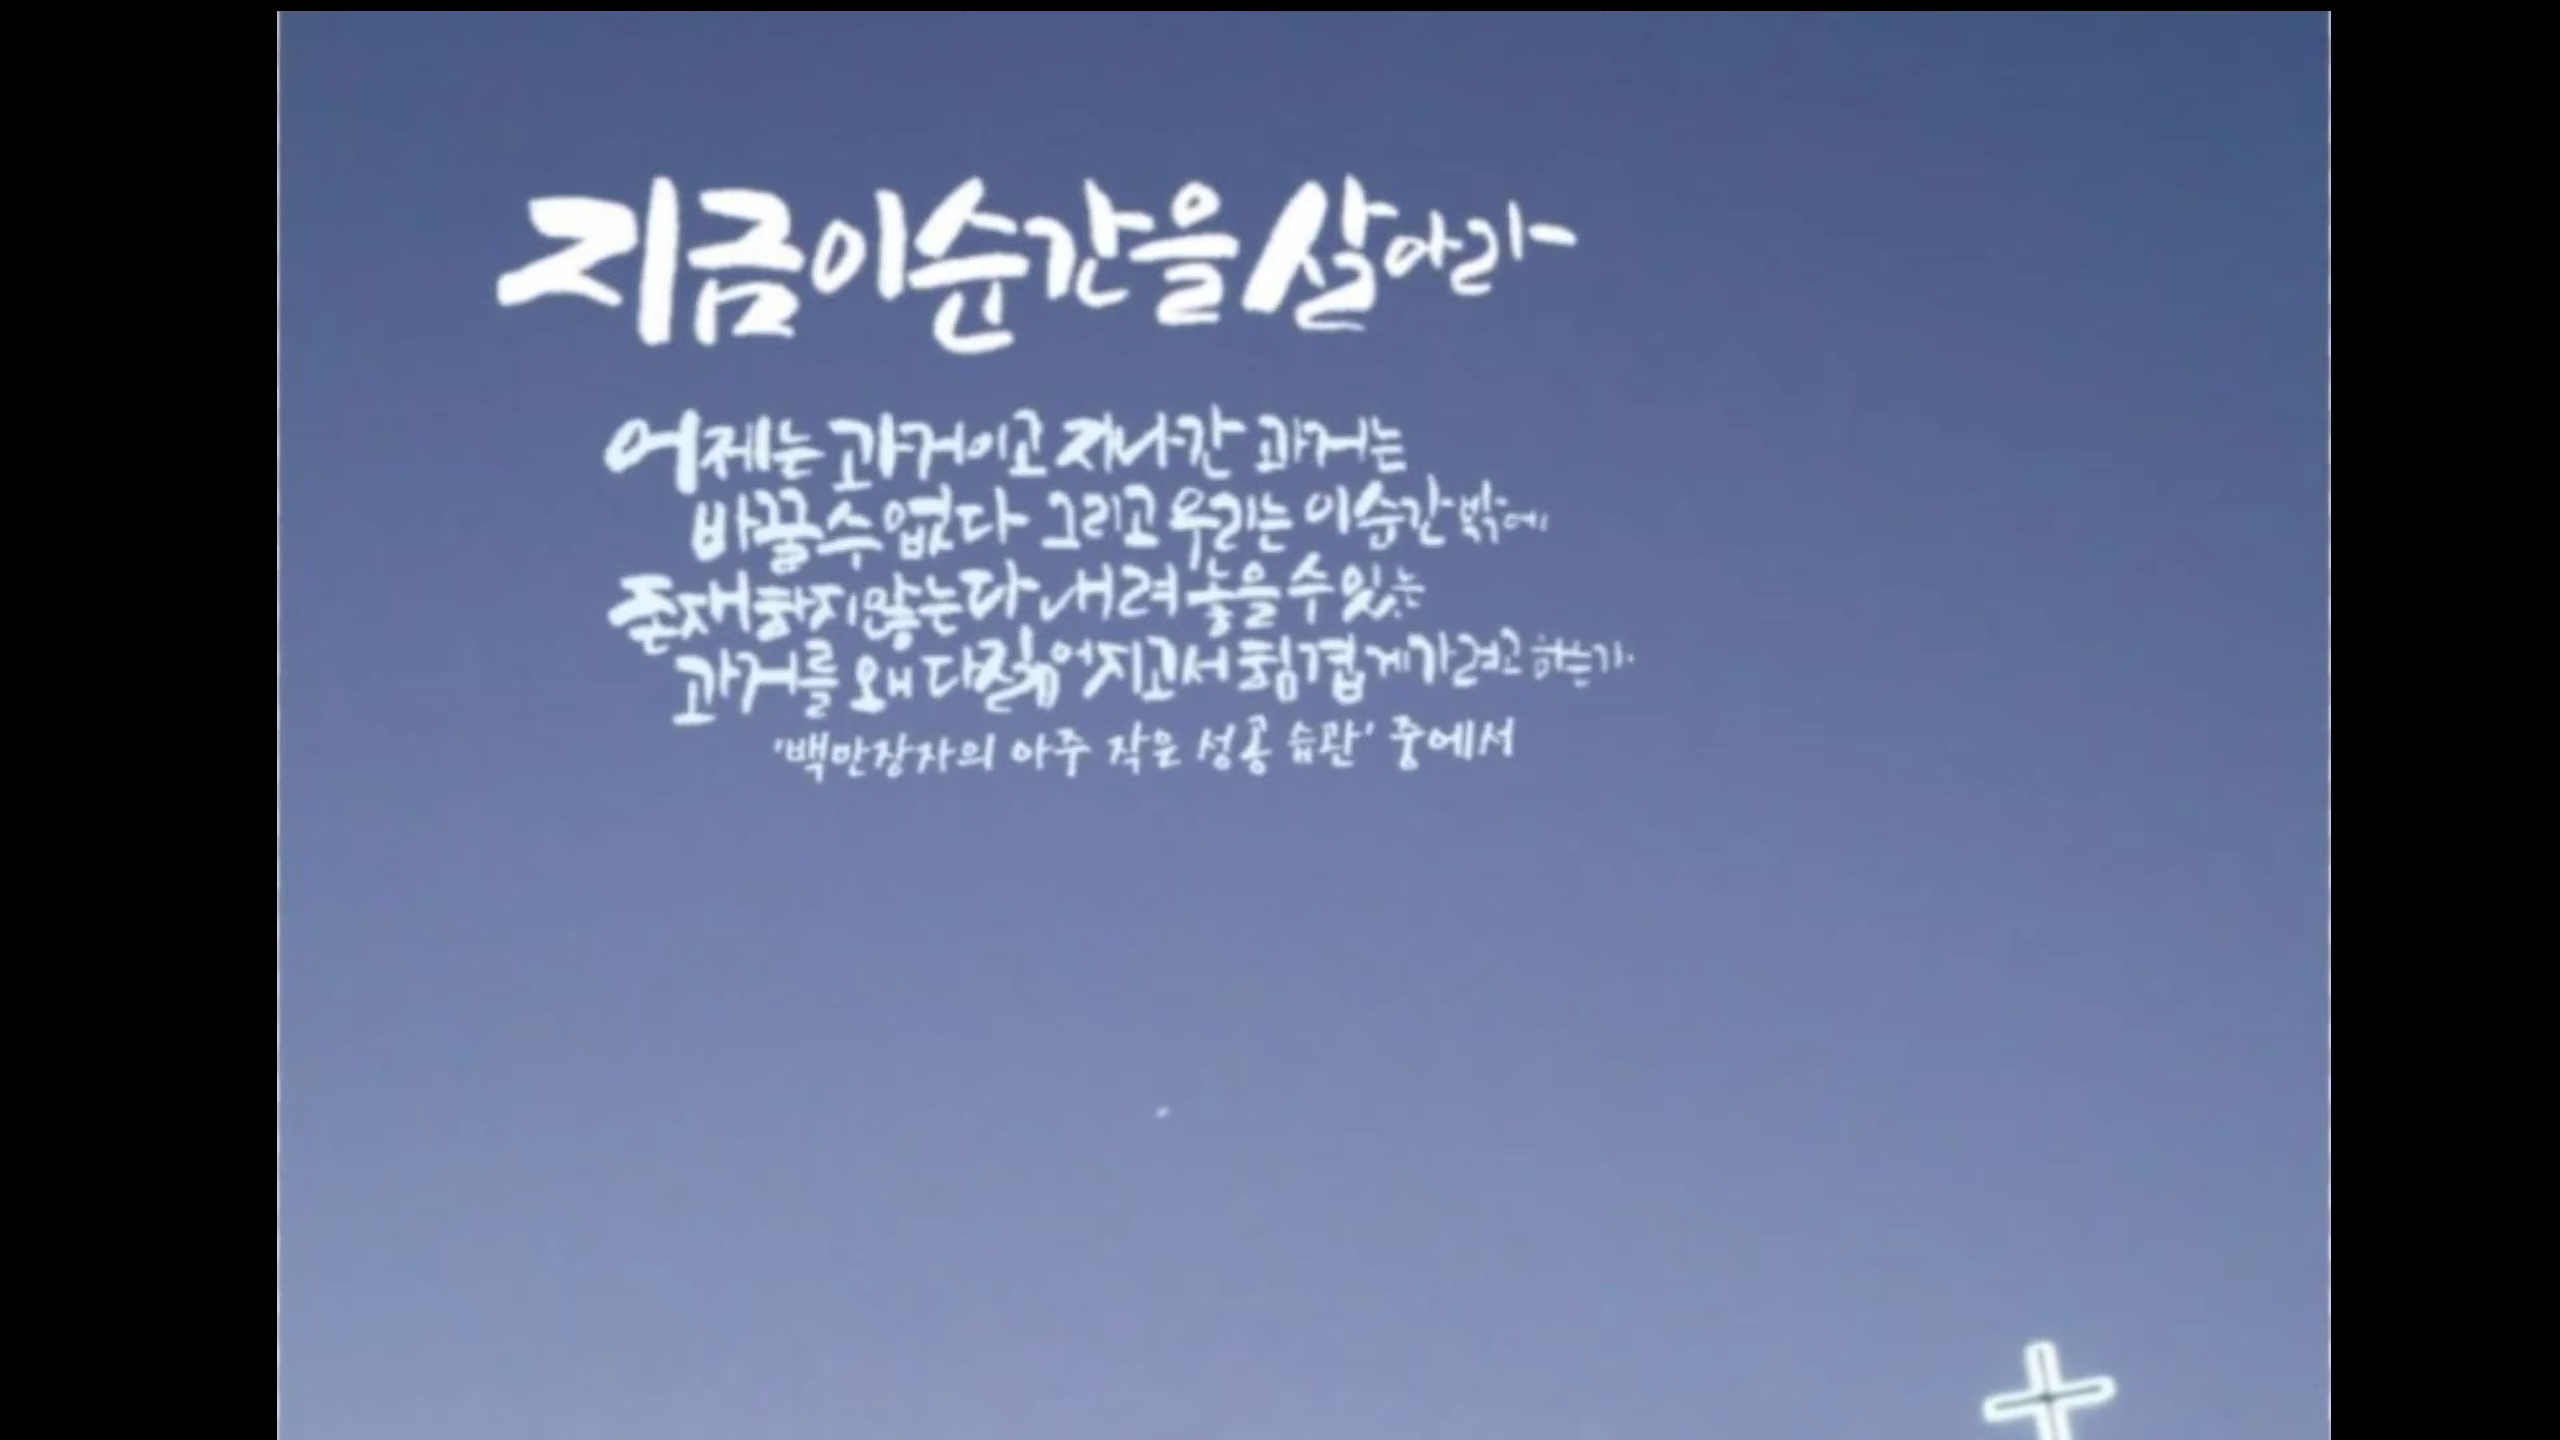 지금 이 순간을 살아라
어제는 과거이고 지나간 과거는
바꿀 수 없다 그리고 우리는 이 순간 밖에
존재하지 않는다 내려 놓을 수 있는
과거를 왜 다 짊어지고서 힘겹게 가려고 하는가.
'백만장자의 아주 작은 성공 습관' 중에서